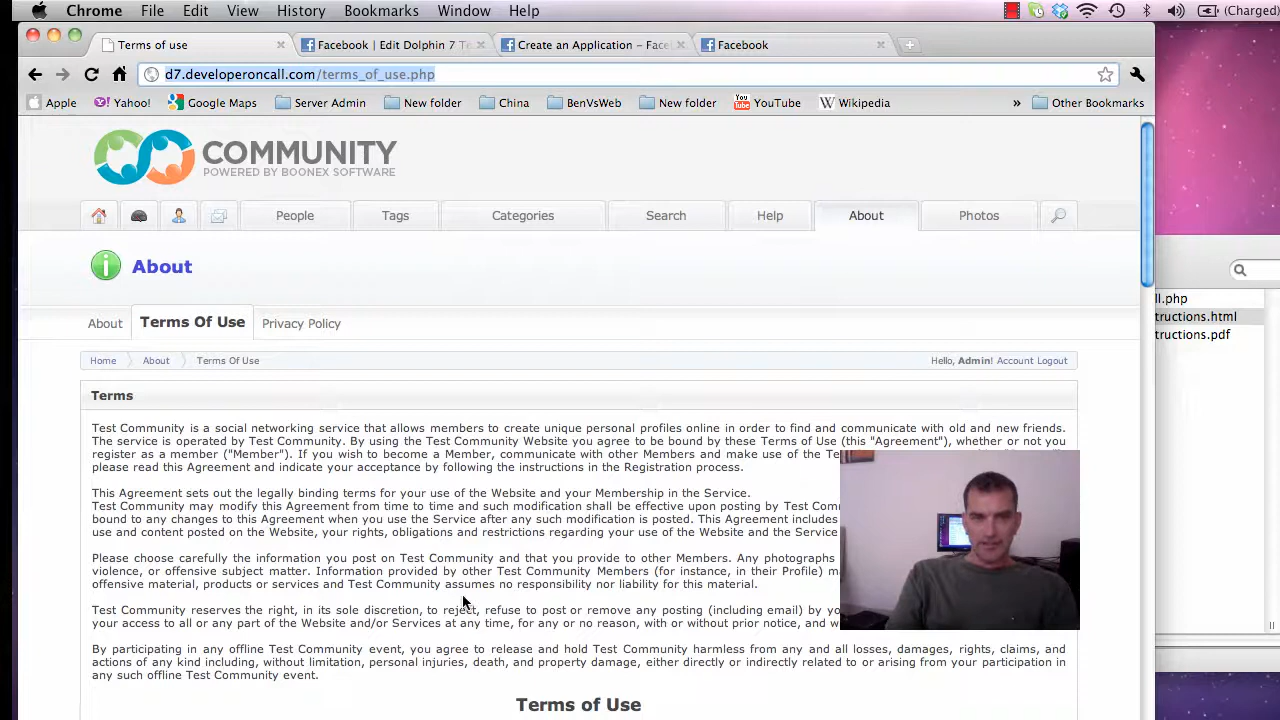 Chrome File Edit View History Bookmarks Window Help (Charged)
Terms of use Facebook | Edit Dolphin 7 Te Create an Application – Face Facebook
d7.developeroncall.com/terms_of_use.php
Apple Yahoo! Google Maps Server Admin New folder China BenVsWeb New folder YouTube Wikipedia » Other Bookmarks
COMMUNITY
POWERED BY BOONEX SOFTWARE
People Tags Categories Search Help About Photos
About
ll.php
tructions.html
tructions.pdf
About Terms Of Use Privacy Policy
Home About Terms Of Use Hello, Admin! Account Logout
Terms
Test Community is a social networking service that allows members to create unique personal profiles online in order to find and communicate with old and new friends.
The service is operated by Test Community. By using the Test Community Website you agree to be bound by these Terms of Use (this "Agreement"), whether or not you
register as a member ("Member"). If you wish to become a Member, communicate with other Members and make use of the Te
please read this Agreement and indicate your acceptance by following the instructions in the Registration process.
This Agreement sets out the legally binding terms for your use of the Website and your Membership in the Service.
Test Community may modify this Agreement from time to time and such modification shall be effective upon posting by Test Com
bound to any changes to this Agreement when you use the Service after any such modification is posted. This Agreement includes
use and content posted on the Website, your rights, obligations and restrictions regarding your use of the Website and the Service
Please choose carefully the information you post on Test Community and that you provide to other Members. Any photographs
violence, or offensive subject matter. Information provided by other Test Community Members (for instance, in their Profile) m
offensive material, products or services and Test Community assumes no responsibility nor liability for this material.
Test Community reserves the right, in its sole discretion, to reject, refuse to post or remove any posting (including email) by yo
your access to all or any part of the Website and/or Services at any time, for any or no reason, with or without prior notice, and w
By participating in any offline Test Community event, you agree to release and hold Test Community harmless from any and all losses, damages, rights, claims, and
actions of any kind including, without limitation, personal injuries, death, and property damage, either directly or indirectly related to or arising from your participation in
any such offline Test Community event.
Terms of Use